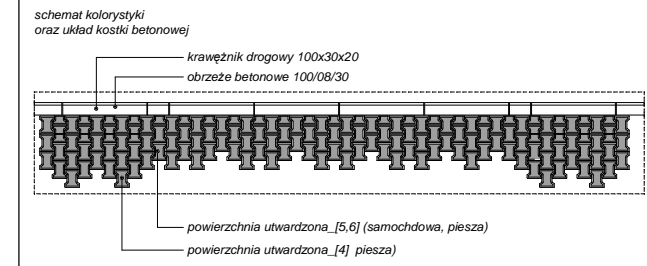 schemat kolorystyki
oraz układ kostki betonowej
krawężnik drogowy 100x30x20
obrzeże betonowe 100/08/30
powierzchnia utwardzona_[5,6] (samochdowa, piesza)
powierzchnia utwardzona_[4] piesza)